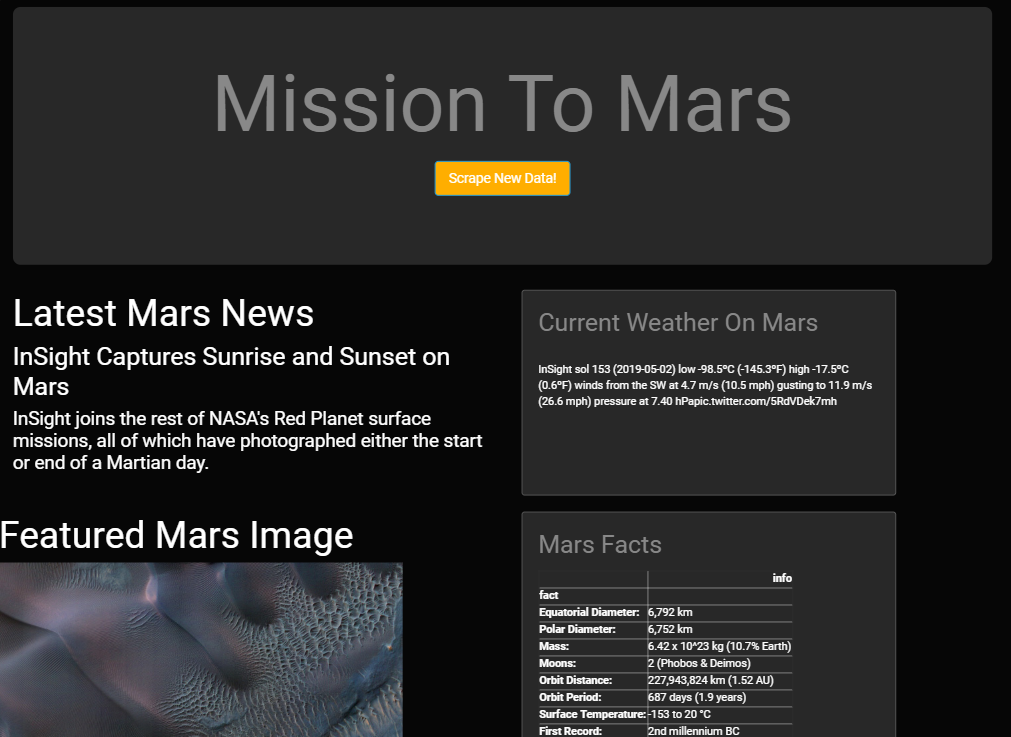 Mission To Mars
Scrape New Data!
Latest Mars News
InSight Captures Sunrise and Sunset on
Mars
InSight joins the rest of NASA's Red Planet surface
missions, all of which have photographed either the start
or end of a Martian day.
Current Weather On Mars
InSight sol 153 (2019-05-02) low -98.5ºC (-145.3ºF) high -17.5ºC
(0.6ºF) winds from the SW at 4.7 m/s (10.5 mph) gusting to 11.9 m/s
(26.6 mph) pressure at 7.40 hPapic.twitter.com/5RdVDek7mh
Featured Mars Image
Mars Facts
info
fact
Equatorial Diameter: 6,792 km
Polar Diameter: 6,752 km
Mass: 6.42 x 10^23 kg (10.7% Earth)
Moons: 2 (Phobos & Deimos)
Orbit Distance: 227,943,824 km (1.52 AU)
Orbit Period: 687 days (1.9 years)
Surface Temperature: -153 to 20 °C
First Record: 2nd millennium BC